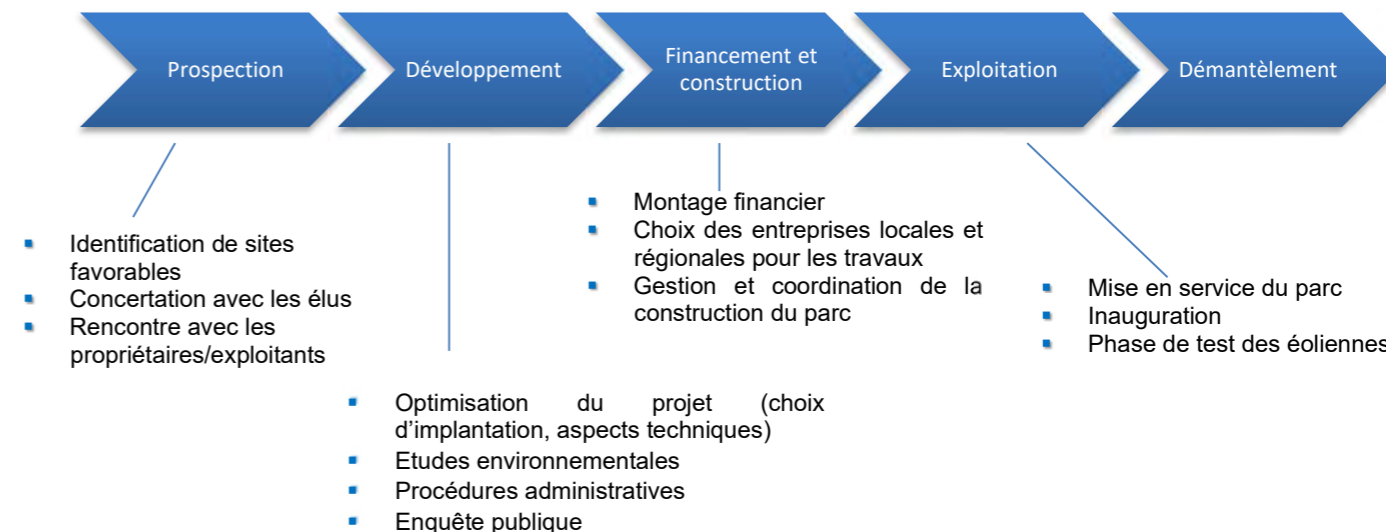 Prospection
Développement
Financement et
construction
Exploitation
Démantèlement
▪ Identification de sites
favorables
▪ Concertation avec les élus
▪ Rencontre avec les
propriétaires/exploitants
▪ Optimisation du projet (choix
d’implantation, aspects techniques)
▪ Etudes environnementales
▪ Procédures administratives
▪ Enquête publique
▪ Montage financier
▪ Choix des entreprises locales et
régionales pour les travaux
▪ Gestion et coordination de la
construction du parc
▪ Mise en service du parc
▪ Inauguration
▪ Phase de test des éoliennes